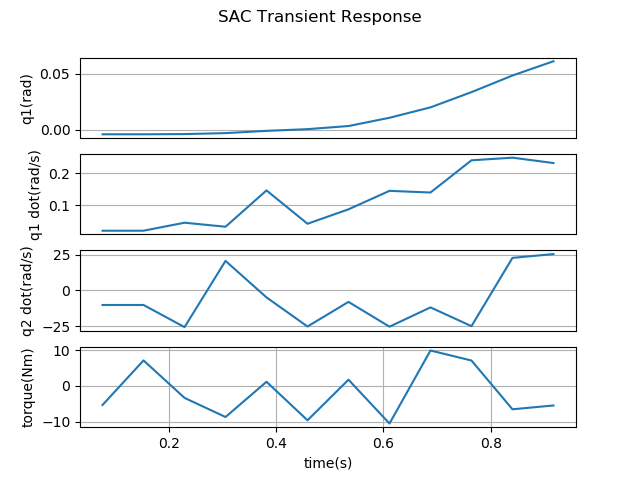 SAC Transient Response
q1(rad)
0.05
0.00
q1 dot(rad/s)
0.2
0.1
q2 dot(rad/s)
25
0
−25
torque(Nm)
10
0
−10
0.2 0.4 0.6 0.8
time(s)